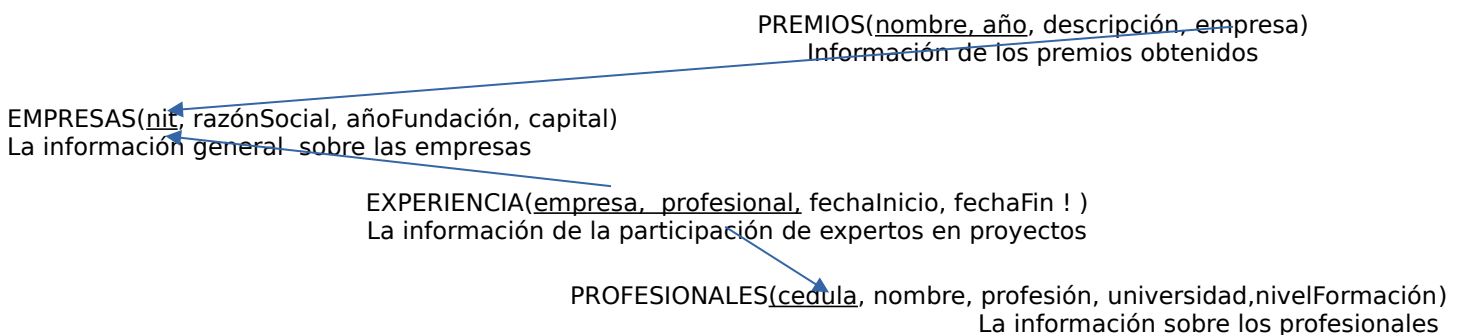 PREMIOS(nombre, año, descripción, empresa)
Información de los premios obtenidos
EMPRESAS(nit, razónSocial, añoFundación, capital)
La información general  sobre las empresas
EXPERIENCIA(empresa,  profesional, fechaInicio, fechaFin ! )
La información de la participación de expertos en proyectos
PROFESIONALES(cedula, nombre, profesión, universidad,nivelFormación)
La información sobre los profesionales